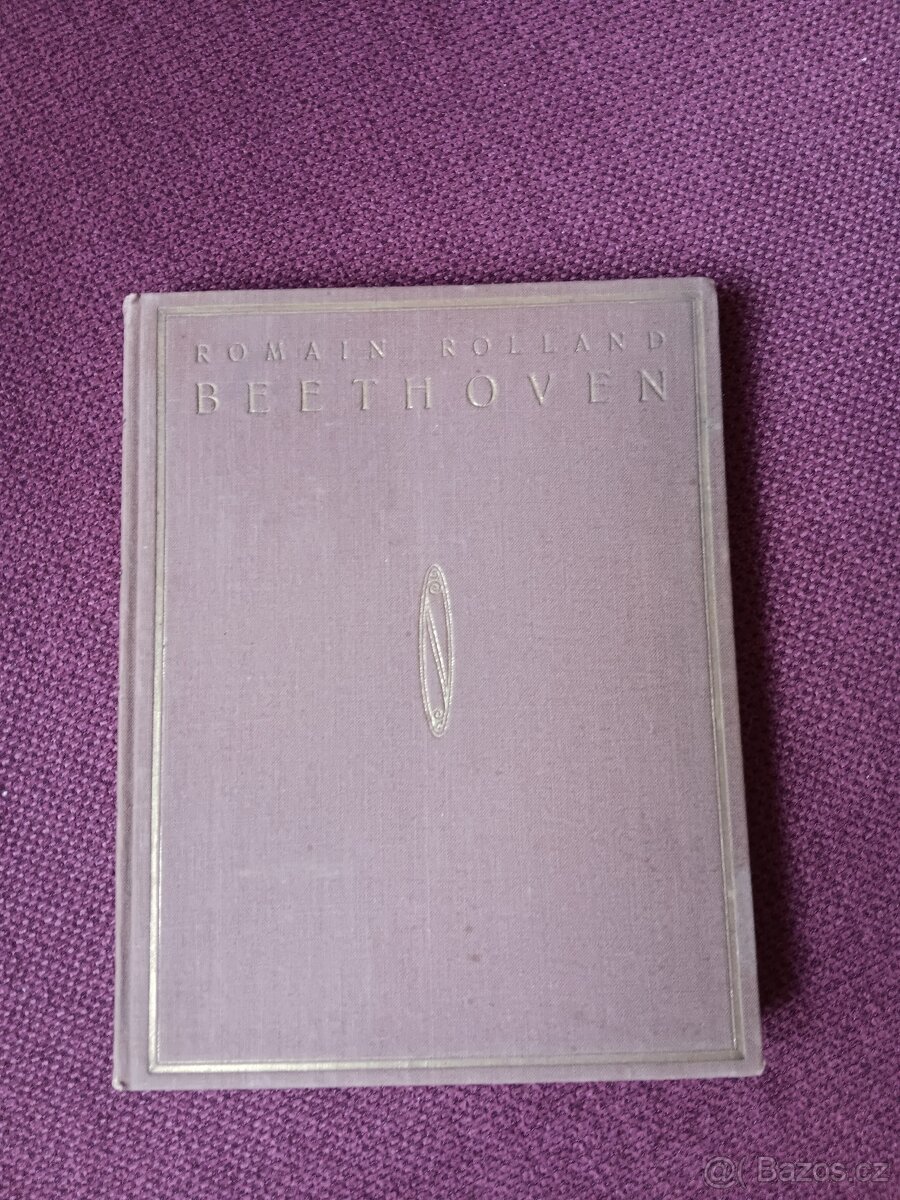 ROMAIN ROLLAND
BEETHOVEN
N
@( Bazos.cz